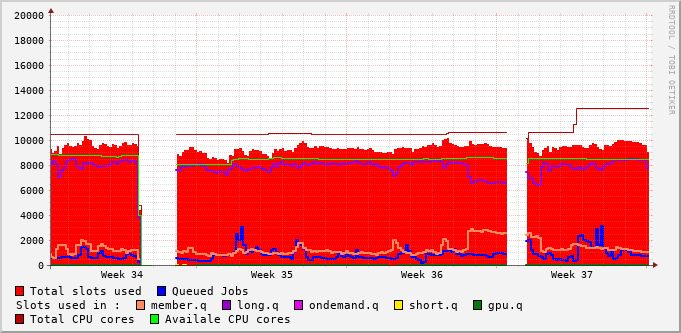 20000
18000
16000
14000
12000
10000
8000
6000
4000
2000
0
Week 34 Week 35 Week 36 Week 37
RRDTOOL / TOBI OETIKER
Total slots used Queued Jobs
Slots used in : member.q long.q ondemand.q short.q gpu.q
Total CPU cores Availale CPU cores